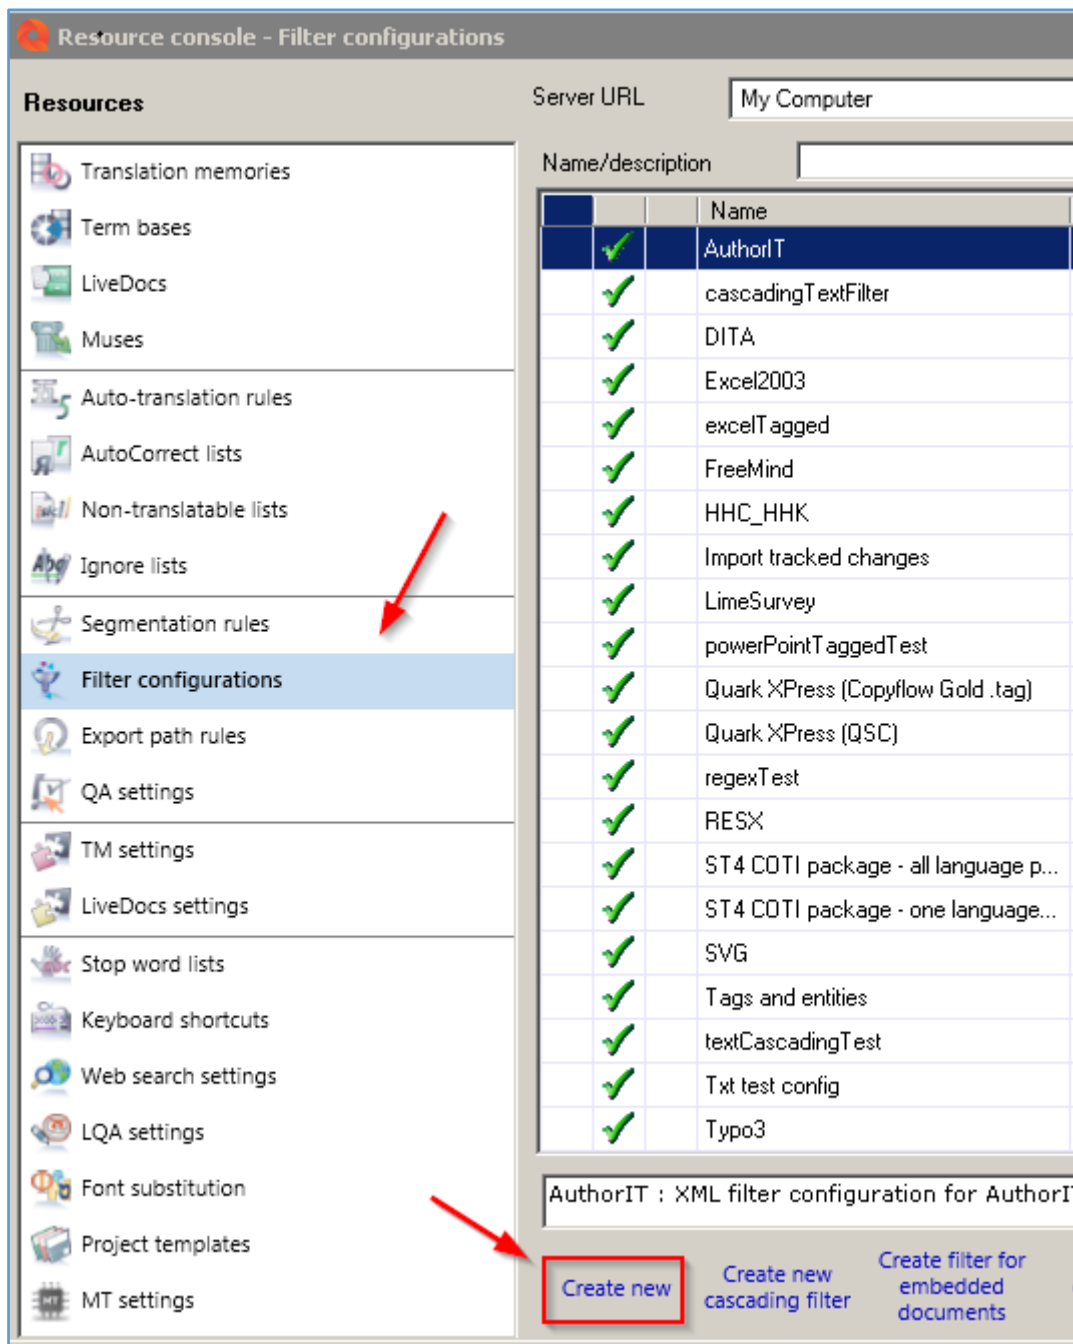 Resource console - Filter configurations
Resources
Server URL
My Computer
Name/description
Translation memories
Term bases
LiveDocs
Muses
Auto-translation rules
AutoCorrect lists
Non-translatable lists
Ignore lists
Segmentation rules
Filter configurations
Export path rules
QA settings
TM settings
LiveDocs settings
Stop word lists
Keyboard shortcuts
Web search settings
LQA settings
Font substitution
Project templates
MT settings
Name
AuthorIT
cascadingTextFilter
DITA
Excel2003
excelTagged
FreeMind
HHC_HHK
Import tracked changes
LimeSurvey
powerPointTaggedTest
Quark XPress (Copyflow Gold .tag)
Quark XPress (QSC)
regexTest
RESX
ST4 COTI package - all language p...
ST4 COTI package - one language...
SVG
Tags and entities
textCascadingTest
Txt test config
Typo3
AuthorIT : XML filter configuration for AuthorIT
Create new
Create new
cascading filter
Create filter for
embedded
documents